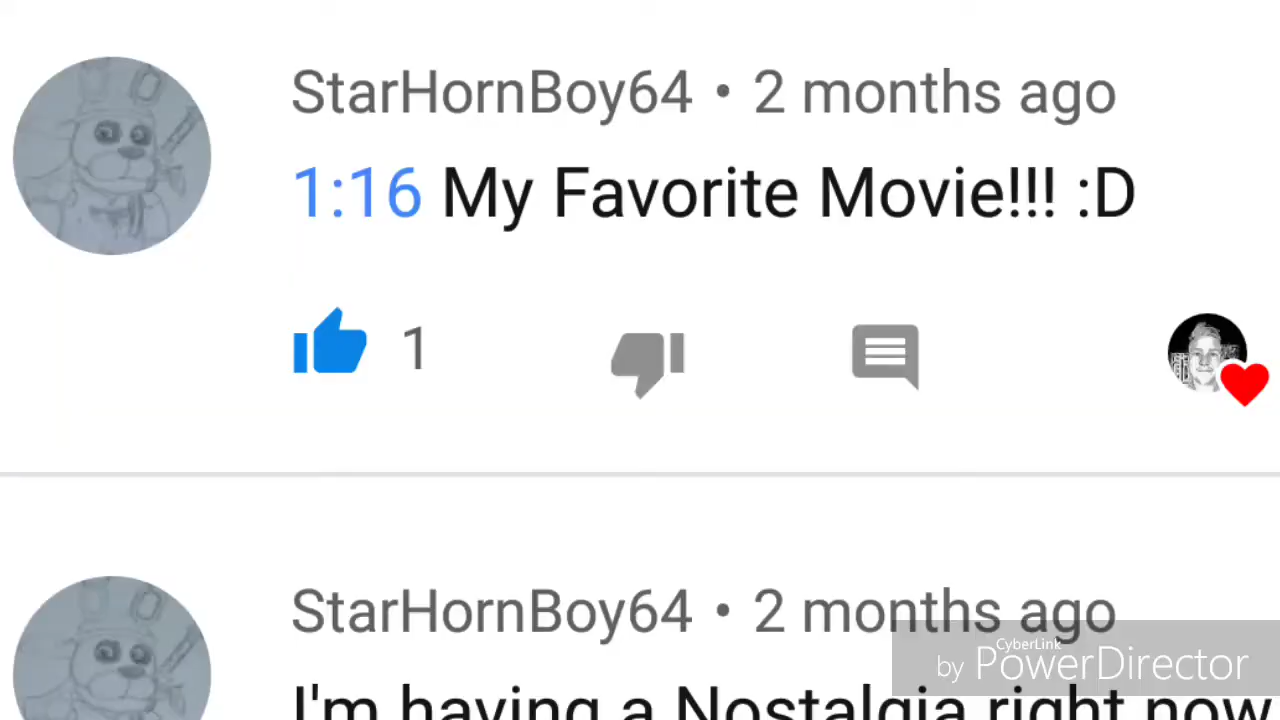 StarHornBoy64 • 2 months ago
1:16 My Favorite Movie!!! :D
1
StarHornBoy64 • 2 months ago
CyberLink
by PowerDirector
I'm having a Nostalgia right now